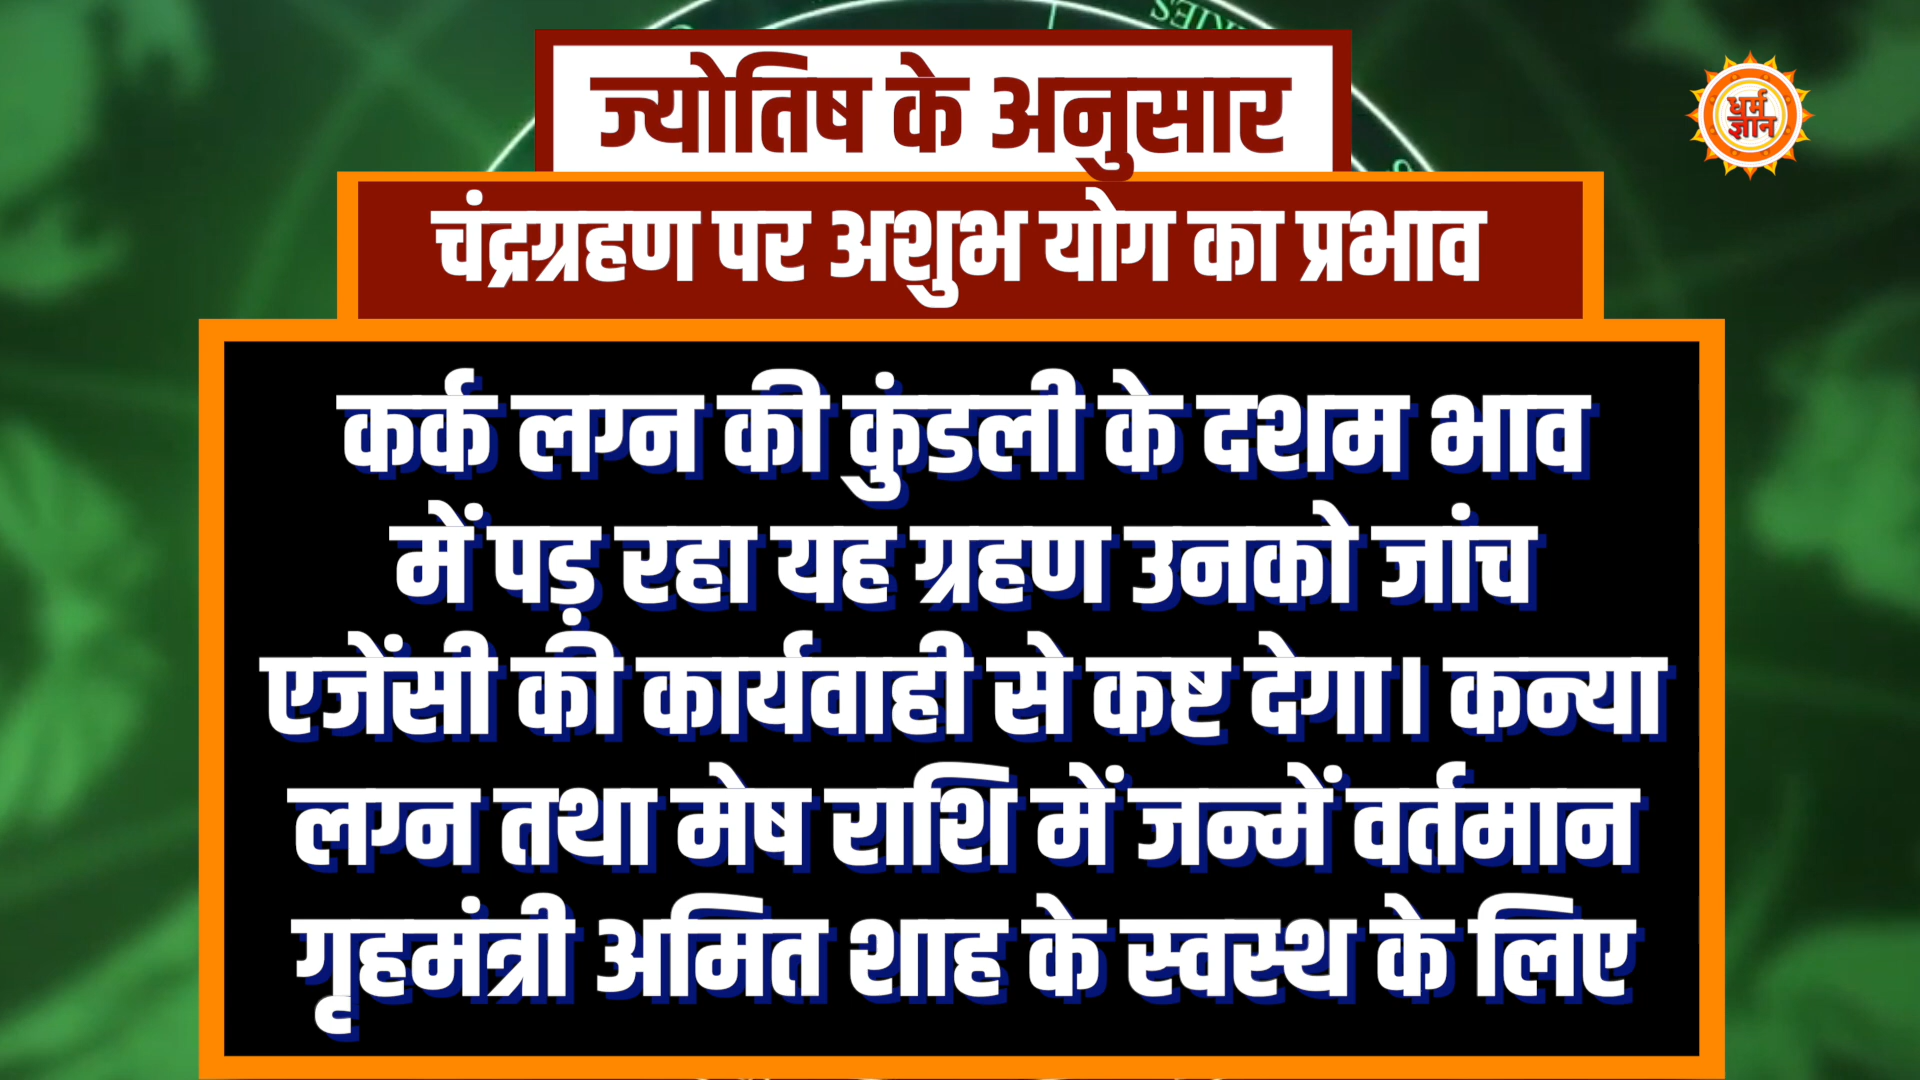 ज्योतिष के अनुसार
धर्म
ज्ञान
चंद्रग्रहण पर अशुभ योग का प्रभाव
कर्क लग्न की कुंडली के दशम भाव
में पड़ रहा यह ग्रहण उनको जांच
एजेंसी की कार्यवाही से कष्ट देगा। कन्या
लग्न तथा मेष राशि में जन्में वर्तमान
गृहमंत्री अमित शाह के स्वस्थ के लिए